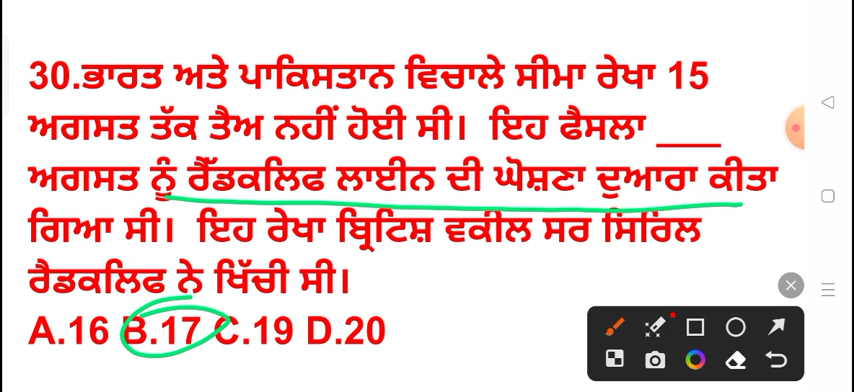 30.ਭਾਰਤ ਅਤੇ ਪਾਕਿਸਤਾਨ ਵਿਚਾਲੇ ਸੀਮਾ ਰੇਖਾ 15
ਅਗਸਤ ਤੱਕ ਤੈਅ ਨਹੀਂ ਹੋਈ ਸੀ। ਇਹ ਫੈਸਲਾ ____
ਅਗਸਤ ਨੂੰ ਰੈੱਡਕਲਿਫ ਲਾਈਨ ਦੀ ਘੋਸ਼ਣਾ ਦੁਆਰਾ ਕੀਤਾ
ਗਿਆ ਸੀ। ਇਹ ਰੇਖਾ ਬ੍ਰਿਟਿਸ਼ ਵਕੀਲ ਸਰ ਸਿਰਿਲ
ਰੈਡਕਲਿਫ ਨੇ ਖਿੱਚੀ ਸੀ।
A.16 B.17 C.19 D.20